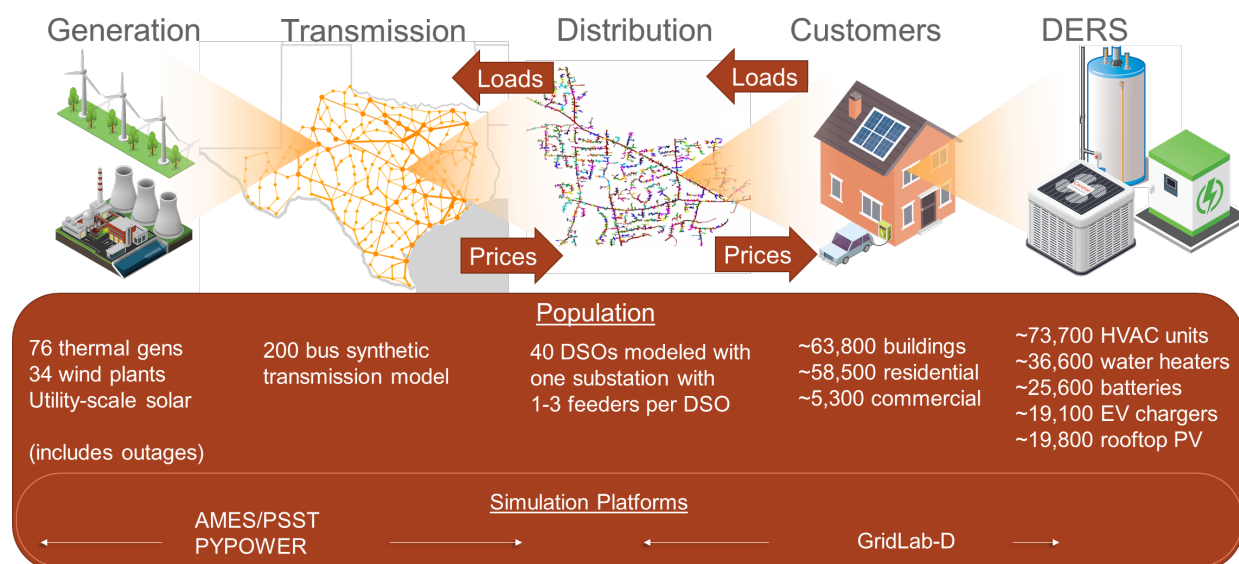 Generation
Transmission
Distribution
Customers
DERS
Loads
Loads
Prices
Prices
Population
76 thermal gens
34 wind plants
Utility-scale solar
(includes outages)
200 bus synthetic
transmission model
40 DSOs modeled with
one substation with
1-3 feeders per DSO
~63,800 buildings
~58,500 residential
~5,300 commercial
~73,700 HVAC units
~36,600 water heaters
~25,600 batteries
~19,100 EV chargers
~19,800 rooftop PV
Simulation Platforms
AMES/PSST
PYPOWER
GridLab-D